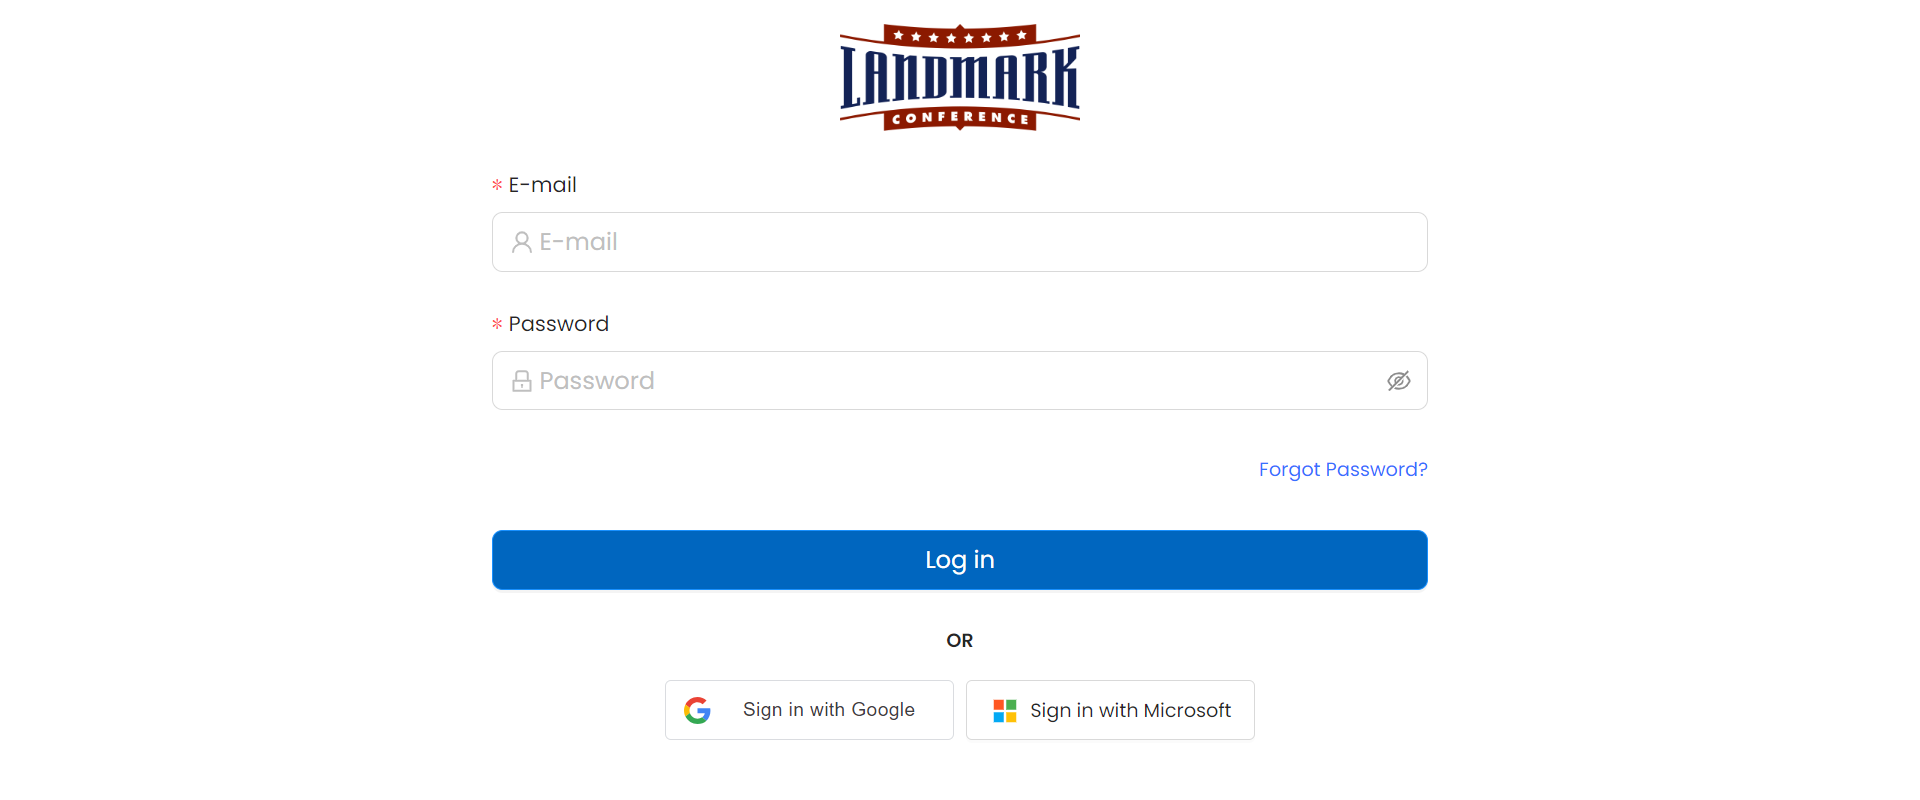 LANDMARK
CONFERENCE
* E-mail
E-mail
* Password
Password
Forgot Password?
Log in
OR
Sign in with Google
Sign in with Microsoft